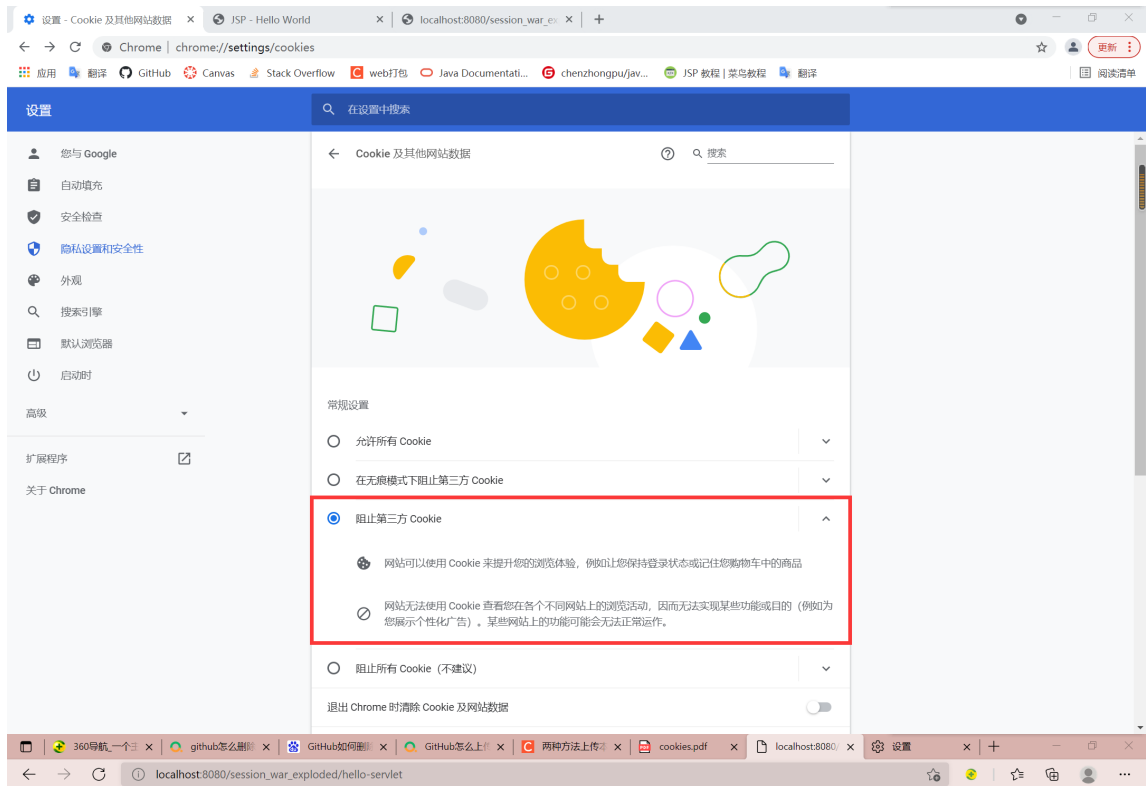 设置 - Cookie 及其他网站数据
JSP - Hello World
localhost:8080/session_war_ex
Chrome | chrome://settings/cookies
更新
应用 翻译 GitHub Canvas Stack Overflow web打包 Java Documentati... chenzhongpu/jav... JSP 教程 | 菜鸟教程 翻译 阅读清单
设置
在设置中搜索
您与 Google
自动填充
安全检查
隐私设置和安全性
外观
搜索引擎
默认浏览器
启动时
高级
扩展程序
关于 Chrome
Cookie 及其他网站数据
搜索
常规设置
允许所有 Cookie
在无痕模式下阻止第三方 Cookie
阻止第三方 Cookie
网站可以使用 Cookie 来提升您的浏览体验，例如让您保持登录状态或记住您购物车中的商品
网站无法使用 Cookie 查看您在各个不同网站上的浏览活动，因而无法实现某些功能或目的（例如为
您展示个性化广告）。某些网站上的功能可能会无法正常运作。
阻止所有 Cookie（不建议）
退出 Chrome 时清除 Cookie 及网站数据
360导航_一个主 github怎么删除 GitHub如何删 GitHub怎么上传 两种方法上传本 cookies.pdf localhost:8080/ 设置
localhost:8080/session_war_exploded/hello-servlet